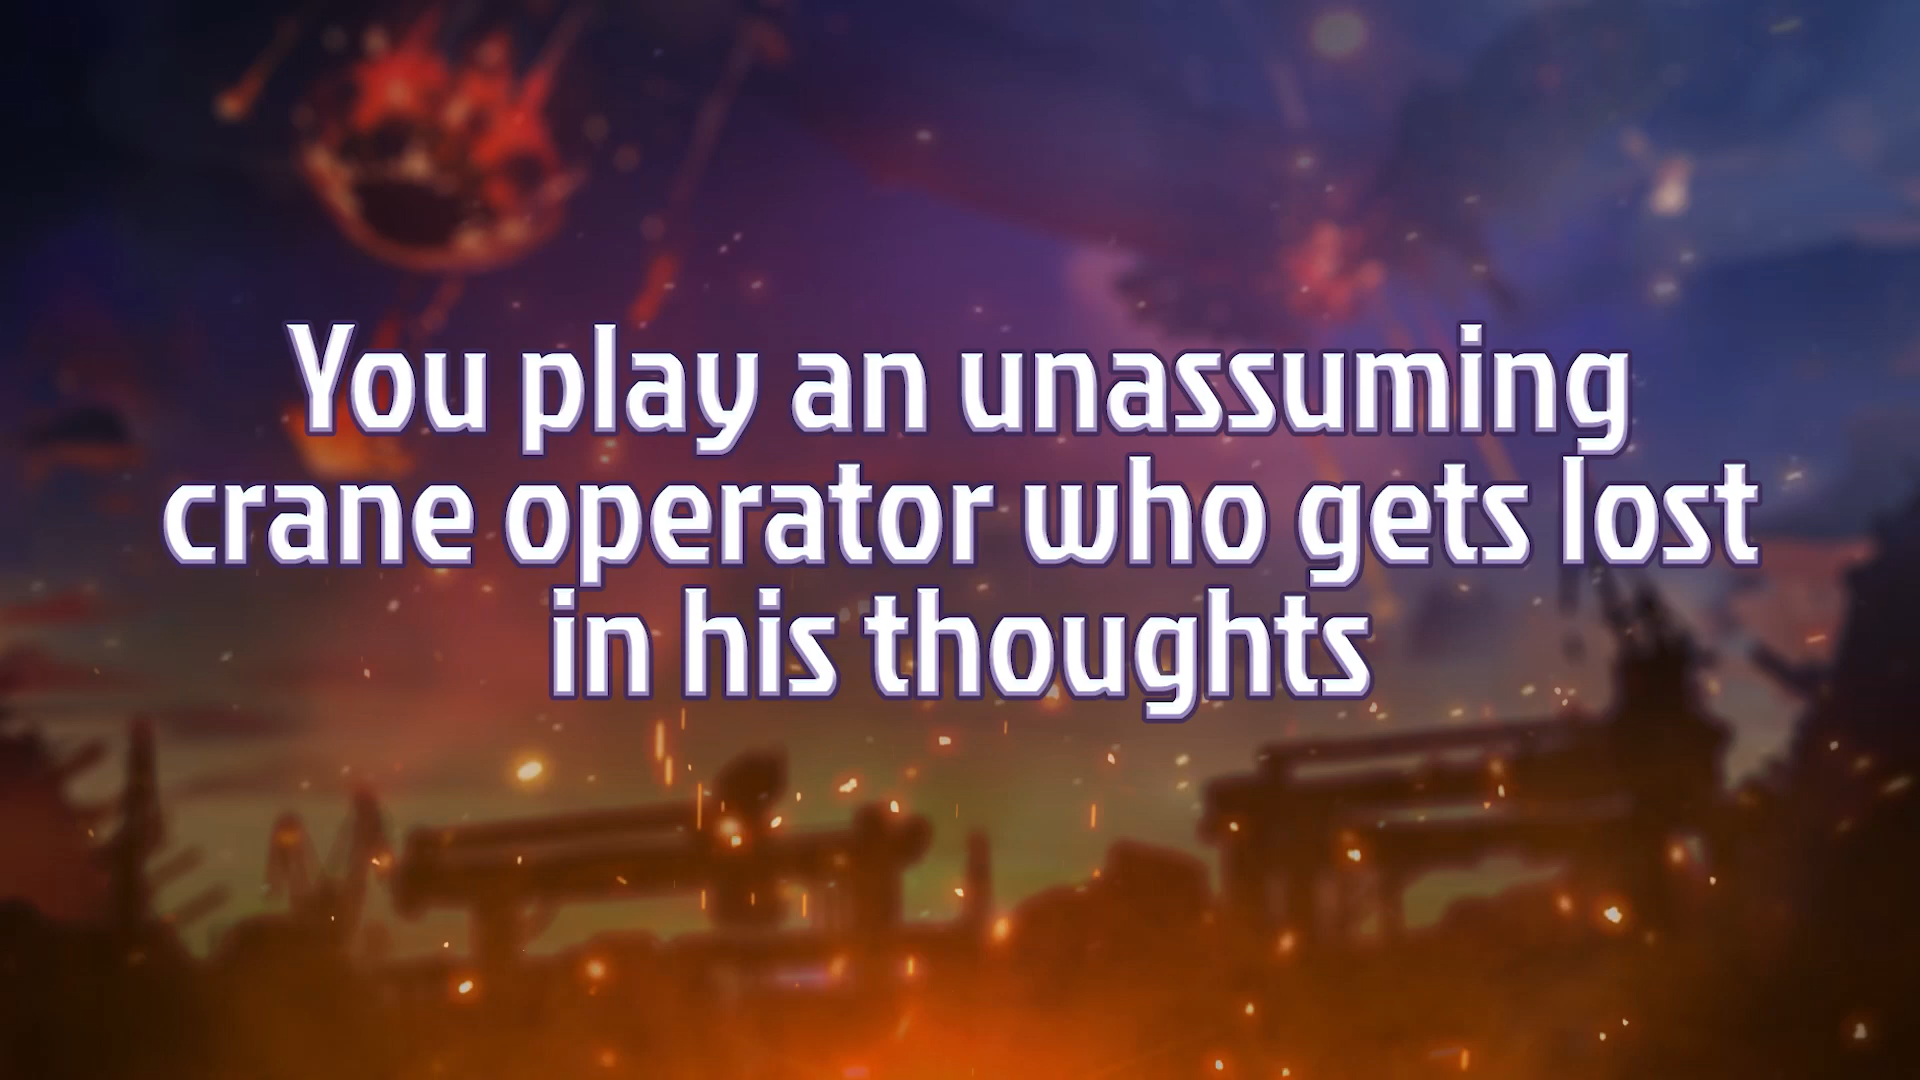 You play an unassuming
crane operator who gets lost
in his thoughts